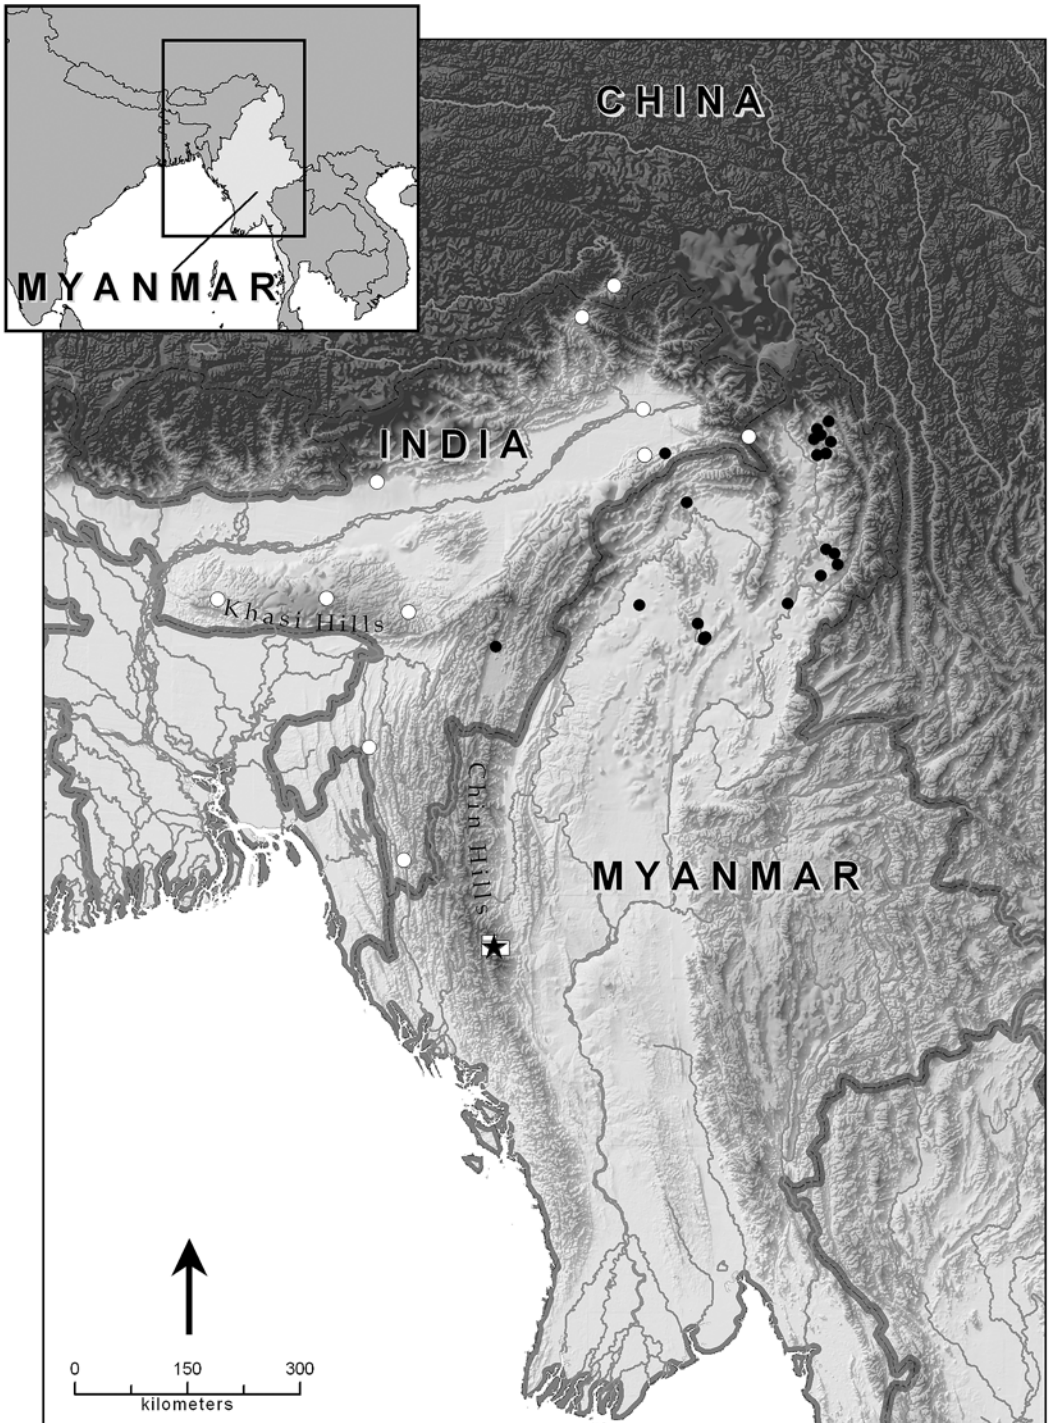 CHINA
MYANMAR
INDIA
Khasi Hills
Chin Hills
MYANMAR
0 150 300
kilometers